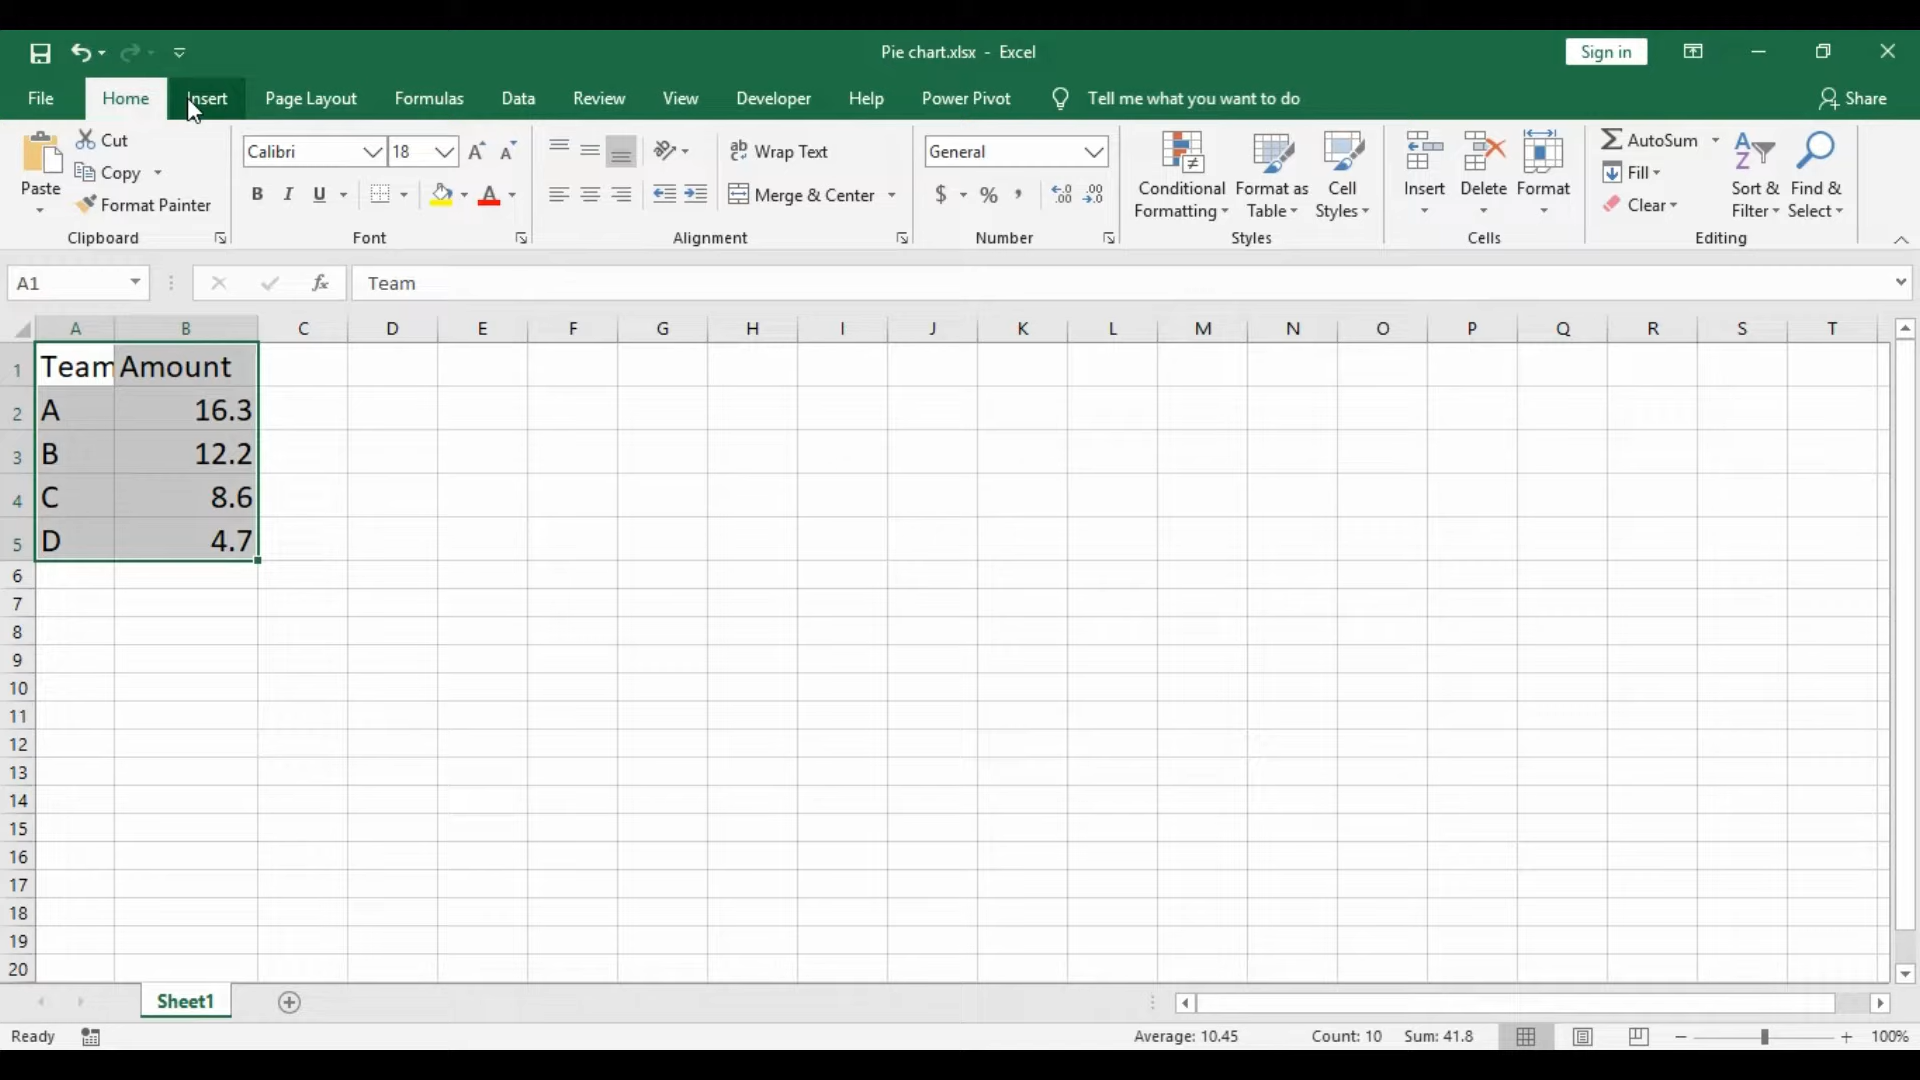 Pie chart.xlsx - Excel
Sign in
File Home Insert Page Layout Formulas Data Review View Developer Help Power Pivot Tell me what you want to do Share
Paste
Cut
Copy
Format Painter
Clipboard
Calibri 18
B I U A
Font
Wrap Text
Merge & Center
Alignment
General
$ % ,
Number
Conditional Formatting
Format as Table
Cell Styles
Styles
Insert Delete Format
Cells
AutoSum
Fill
Clear
Sort & Filter
Find & Select
Editing
A1 fx Team
A B C D E F G H I J K L M N O P Q R S T
1 Team Amount
2 A 16.3
3 B 12.2
4 C 8.6
5 D 4.7
6
7
8
9
10
11
12
13
14
15
16
17
18
19
20
Sheet1
Ready Average: 10.45 Count: 10 Sum: 41.8 100%